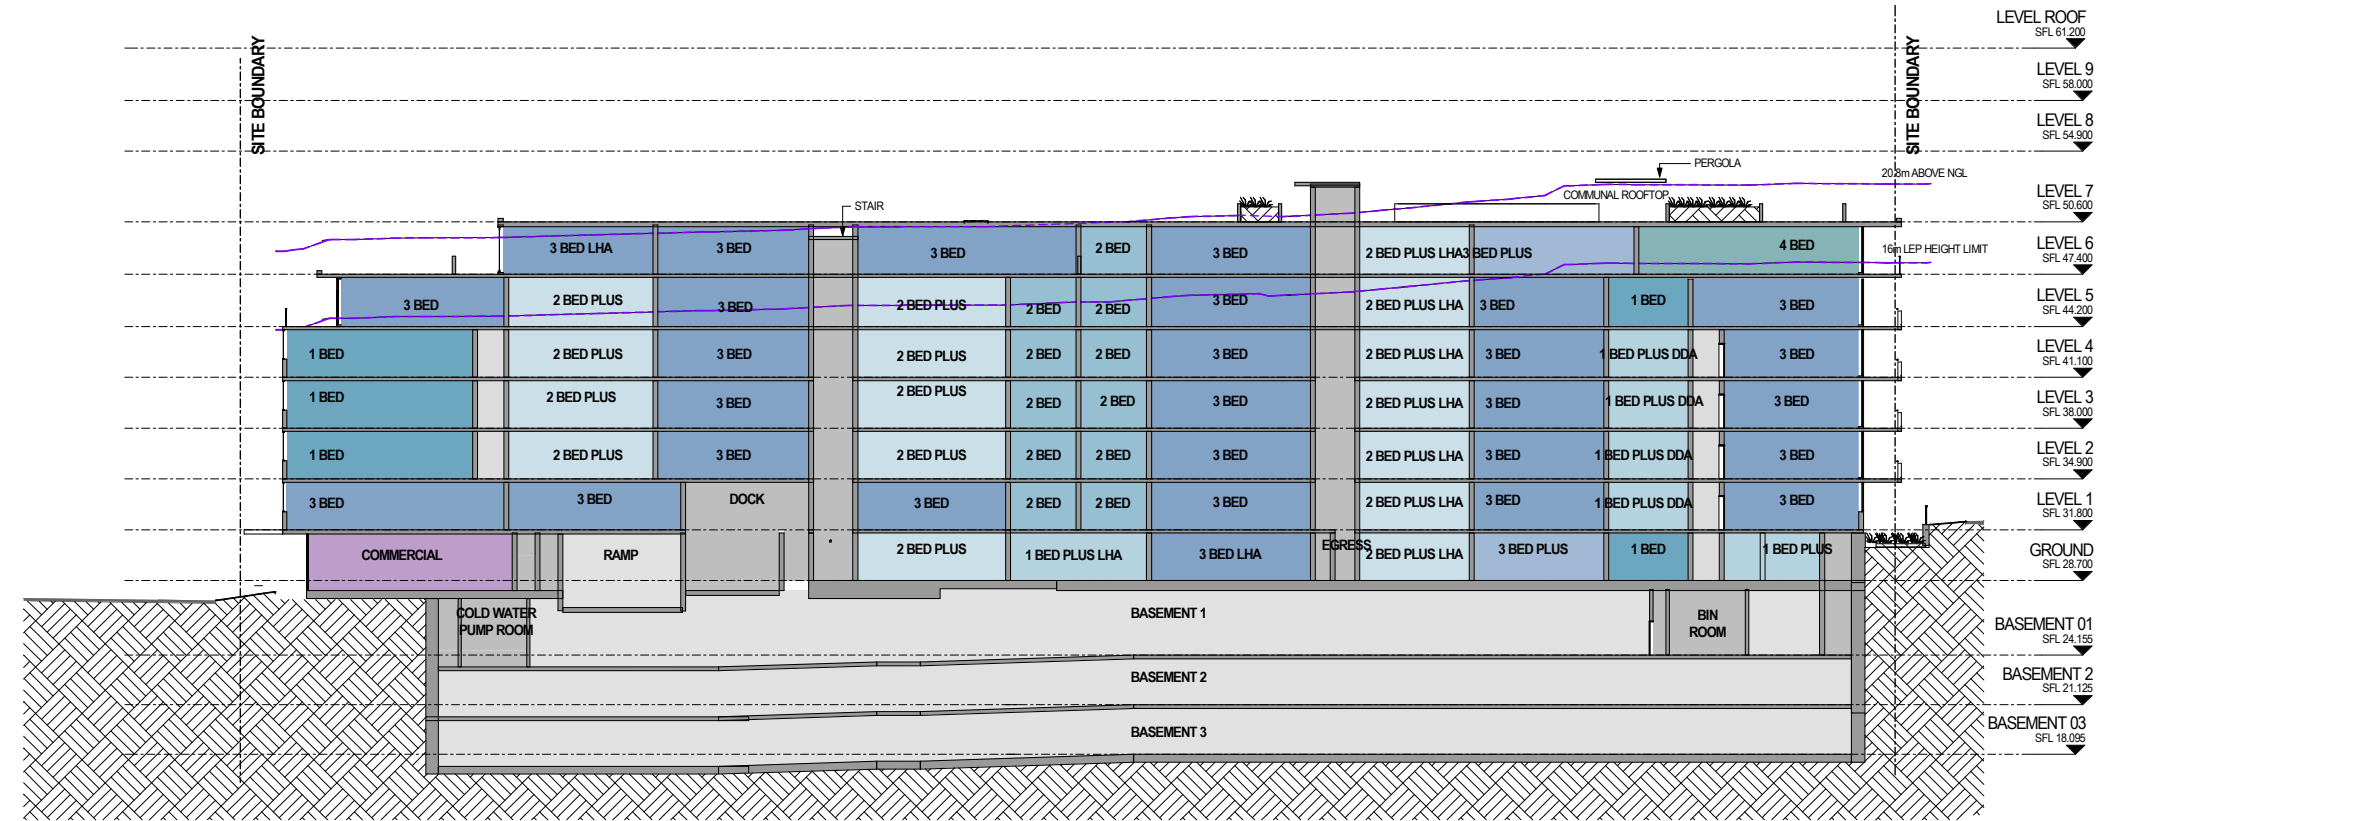 LEVEL ROOF
SFL 61.200
SITE BOUNDARY
SITE BOUNDARY
LEVEL 9
SFL 58.000
LEVEL 8
SFL 54.900
PERGOLA
20.8m ABOVE NGL
COMMUNAL ROOFTOP
LEVEL 7
SFL 50.600
STAIR
3 BED LHA
3 BED
3 BED
2 BED
3 BED
2 BED PLUS LHA
3 BED PLUS
4 BED
16m LEP HEIGHT LIMIT
LEVEL 6
SFL 47.400
3 BED
2 BED PLUS
3 BED
2 BED PLUS
2 BED
2 BED
3 BED
2 BED PLUS LHA
3 BED
1 BED
3 BED
LEVEL 5
SFL 44.200
1 BED
2 BED PLUS
3 BED
2 BED PLUS
2 BED
2 BED
3 BED
2 BED PLUS LHA
3 BED
1 BED PLUS DDA
3 BED
LEVEL 4
SFL 41.100
1 BED
2 BED PLUS
3 BED
2 BED PLUS
2 BED
2 BED
3 BED
2 BED PLUS LHA
3 BED
1 BED PLUS DDA
3 BED
LEVEL 3
SFL 38.000
1 BED
2 BED PLUS
3 BED
2 BED PLUS
2 BED
2 BED
3 BED
2 BED PLUS LHA
3 BED
1 BED PLUS DDA
3 BED
LEVEL 2
SFL 34.900
3 BED
3 BED
DOCK
3 BED
2 BED
2 BED
3 BED
2 BED PLUS LHA
3 BED
1 BED PLUS DDA
3 BED
LEVEL 1
SFL 31.800
COMMERCIAL
RAMP
2 BED PLUS
1 BED PLUS LHA
3 BED LHA
EGRESS
2 BED PLUS LHA
3 BED PLUS
1 BED
1 BED PLUS
GROUND
SFL 28.700
COLD WATER
PUMP ROOM
BASEMENT 1
BIN
ROOM
BASEMENT 01
SFL 24.155
BASEMENT 2
BASEMENT 2
SFL 21.125
BASEMENT 3
BASEMENT 03
SFL 18.095